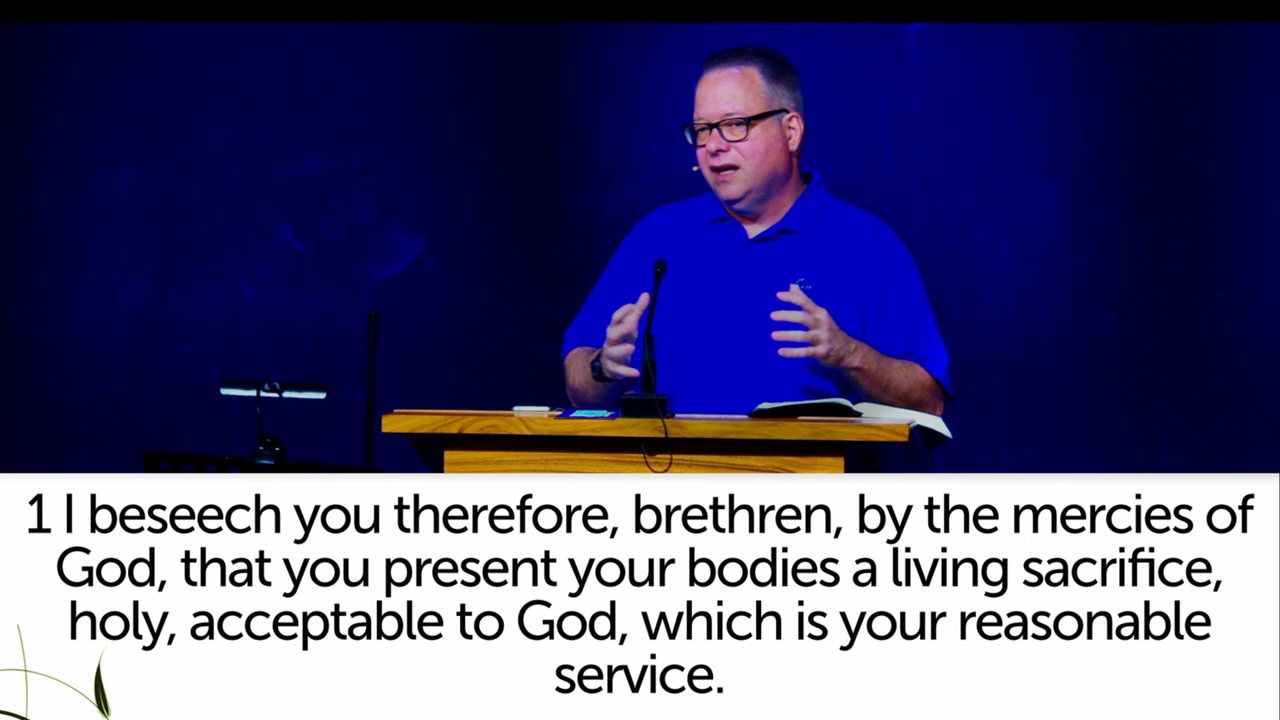 1 I beseech you therefore, brethren, by the mercies of
God, that you present your bodies a living sacrifice,
holy, acceptable to God, which is your reasonable
service.